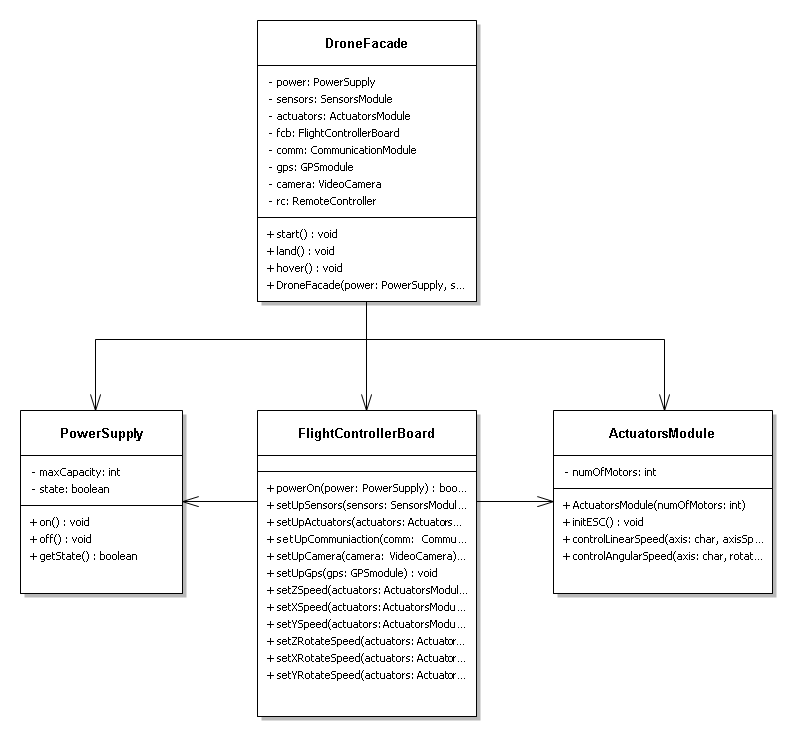 DroneFacade
- power: PowerSupply
- sensors: SensorsModule
- actuators: ActuatorsModule
- fcb: FlightControllerBoard
- comm: CommunicationModule
- gps: GPSmodule
- camera: VideoCamera
- rc: RemoteController
+ start() : void
+ land() : void
+ hover() : void
+ DroneFacade(power: PowerSupply, s...
PowerSupply
- maxCapacity: int
- state: boolean
+ on() : void
+ off() : void
+ getState() : boolean
FlightControllerBoard
+ powerOn(power: PowerSupply) : boo...
+ setUpSensors(sensors: SensorsModul...
+ setUpActuators(actuators: Actuators...
+ setUpCommuniaction(comm: Commu...
+ setUpCamera(camera: VideoCamera)...
+ setUpGps(gps: GPSmodule) : void
+ setZSpeed(actuators: ActuatorsModul...
+ setXSpeed(actuators: ActuatorsModu...
+ setYSpeed(actuators: ActuatorsModu...
+ setZRotateSpeed(actuators: Actuator...
+ setXRotateSpeed(actuators: Actuator...
+ setYRotateSpeed(actuators: Actuator...
ActuatorsModule
- numOfMotors: int
+ ActuatorsModule(numOfMotors: int)
+ initESC() : void
+ controlLinearSpeed(axis: char, axisSp...
+ controlAngularSpeed(axis: char, rotat...